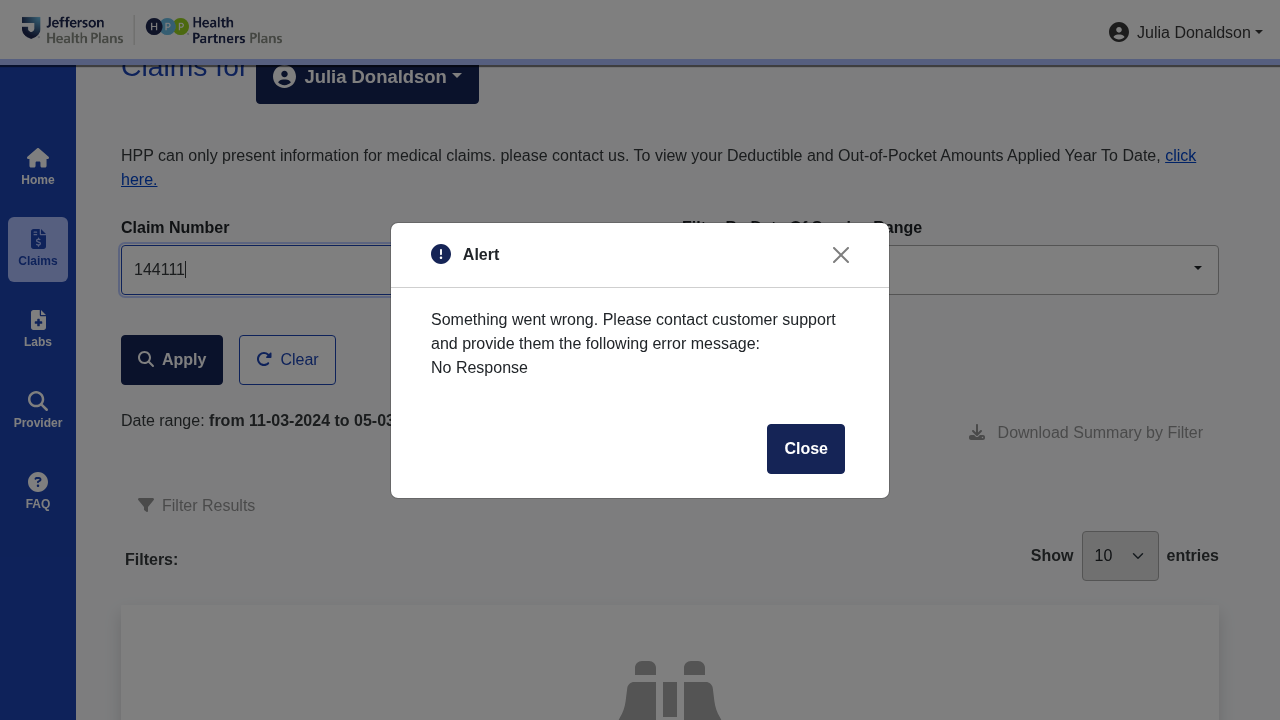 Jefferson
Health Plans
H P P
Health
Partners Plans
Julia Donaldson
Claims for
Julia Donaldson
HPP can only present information for medical claims. please contact us. To view your Deductible and Out-of-Pocket Amounts Applied Year To Date, click
here.
Home
Claims
Labs
Provider
FAQ
Claim Number
144111
Apply
Clear
Date range: from 11-03-2024 to 05-03
Download Summary by Filter
Filter Results
Filters:
Show 10 entries
Alert
Something went wrong. Please contact customer support
and provide them the following error message:
No Response
Close